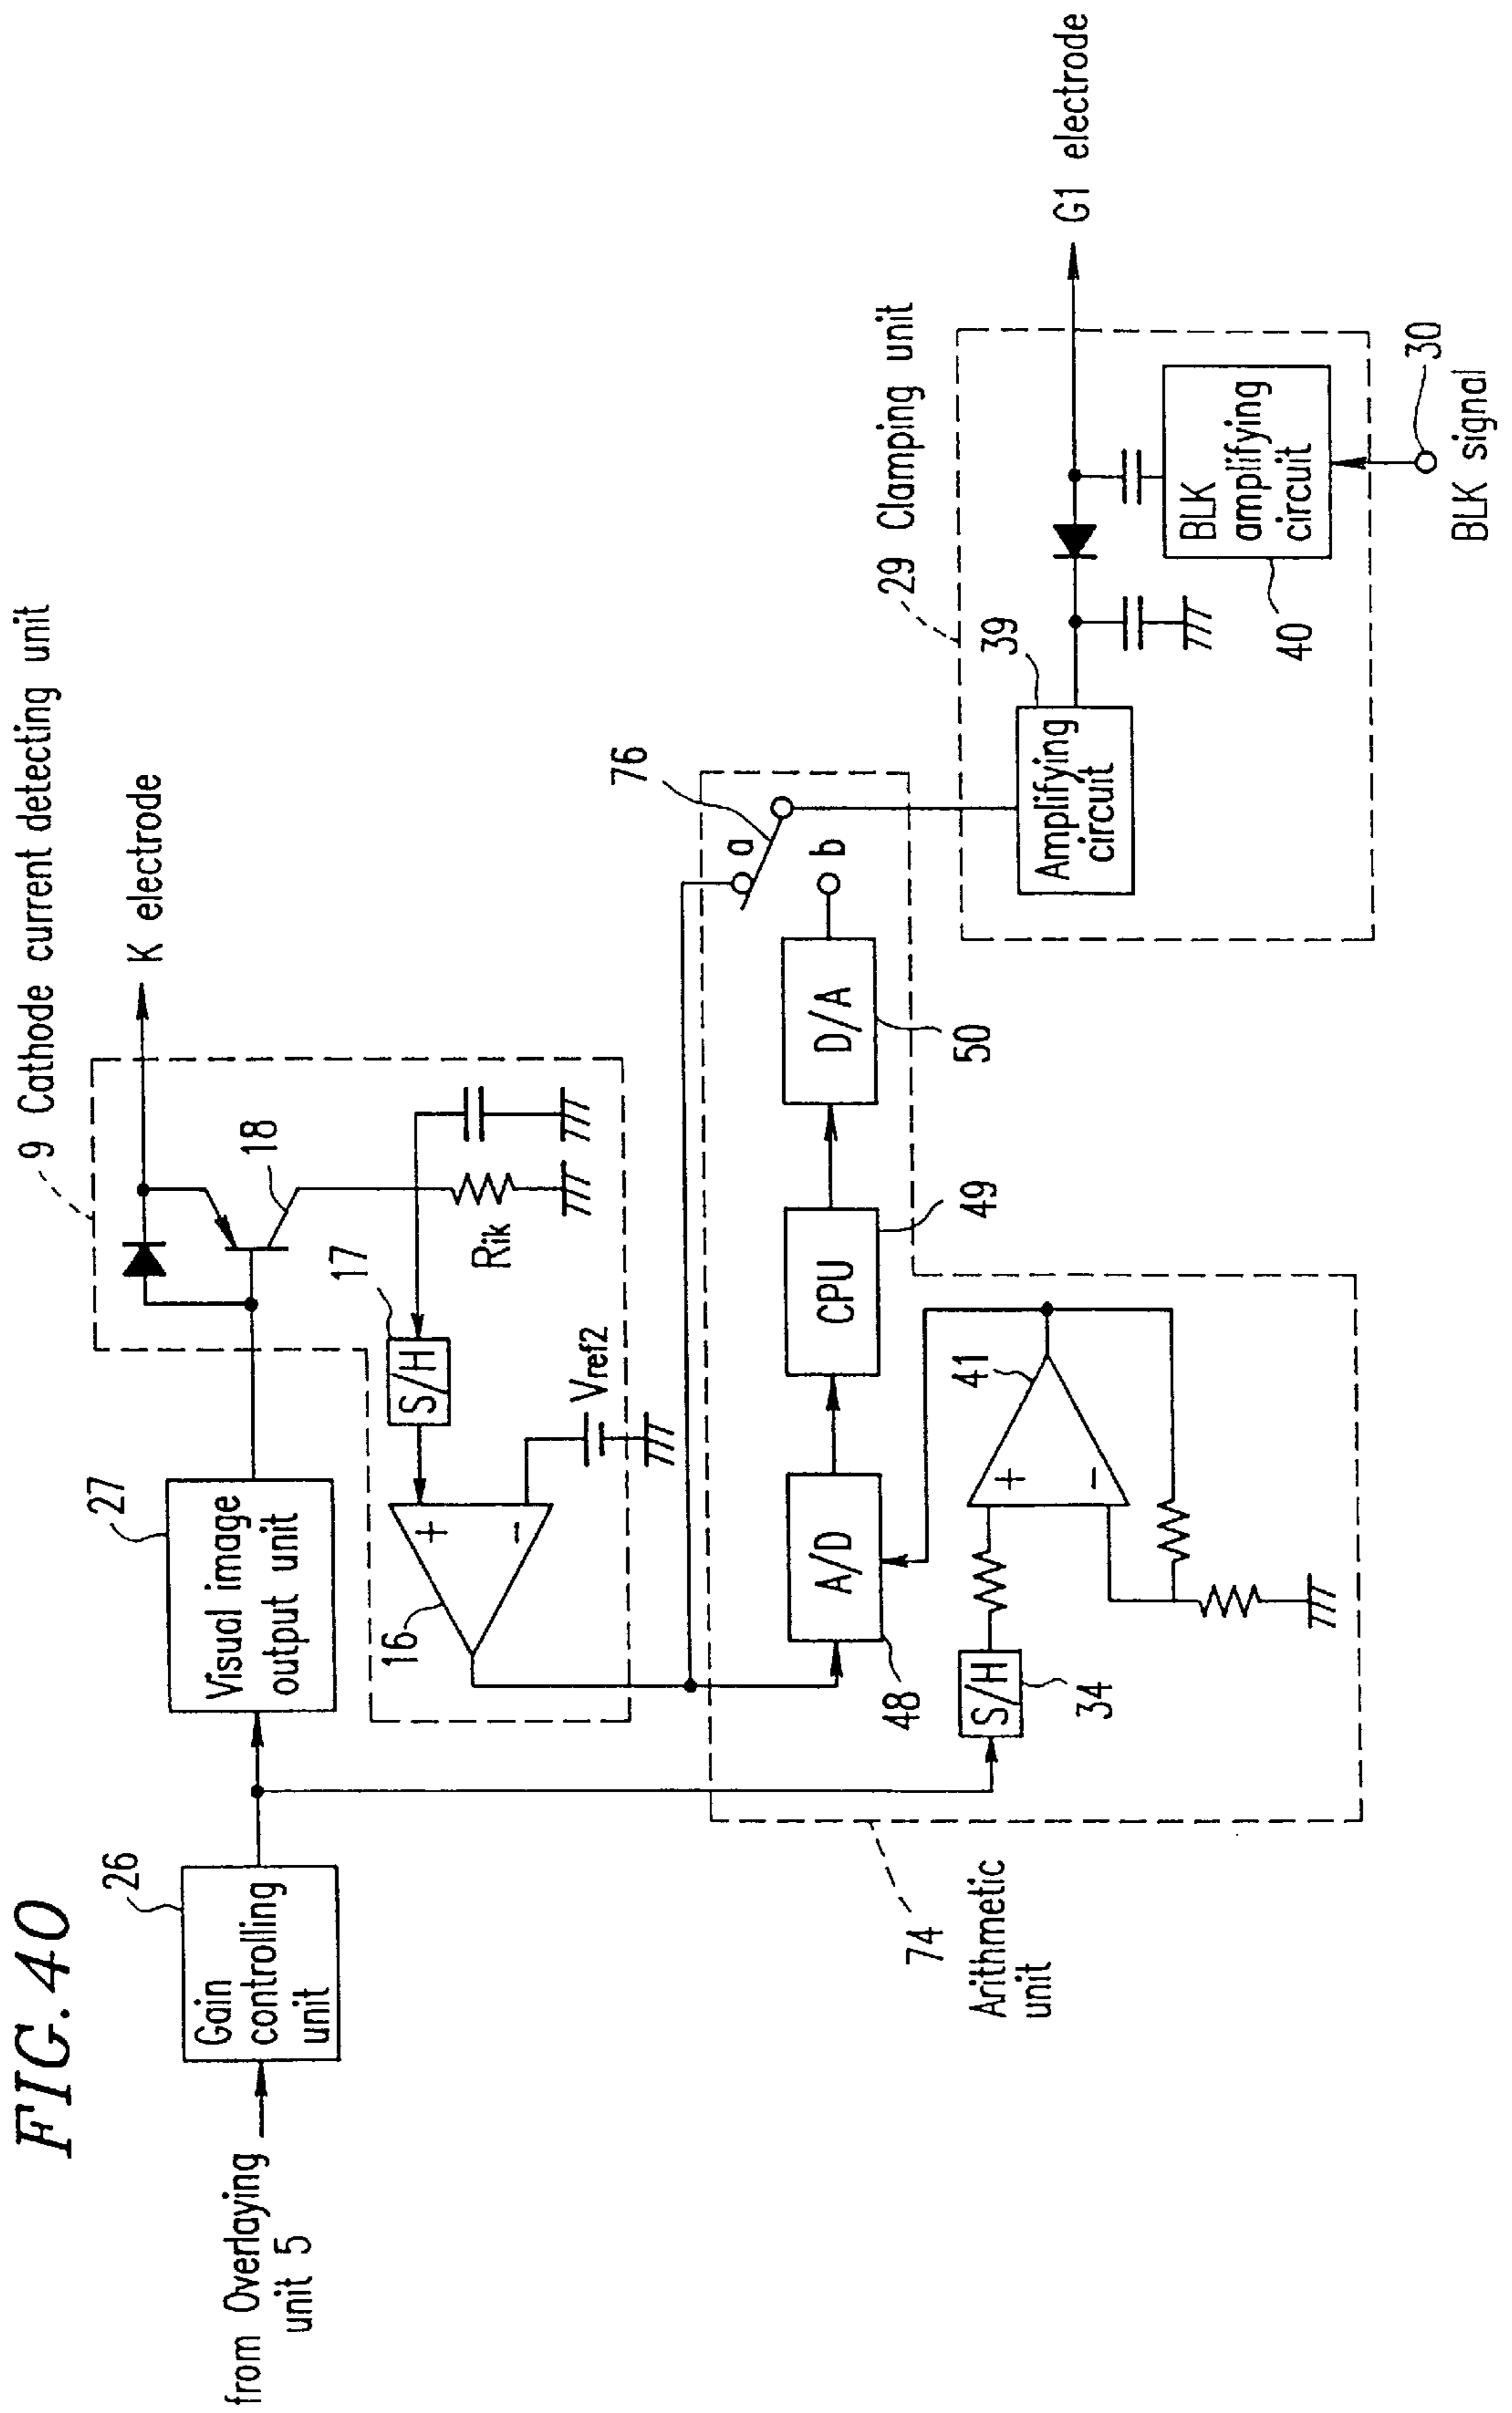 FIG.40
from Overlaying
unit 5
26
Gain
controlling
unit
27
Visual image
output unit
9 Cathode current detecting unit
K electrode
18
17
S/H
Rik
Vref2
16
+
-
76
a
b
A/D
48
CPU
49
D/A
50
S/H
34
41
+
-
74
Arithmetic
unit
29 Clamping unit
39
Amplifying
circuit
BLK
amplifying
circuit
40
G1 electrode
30
BLK signal